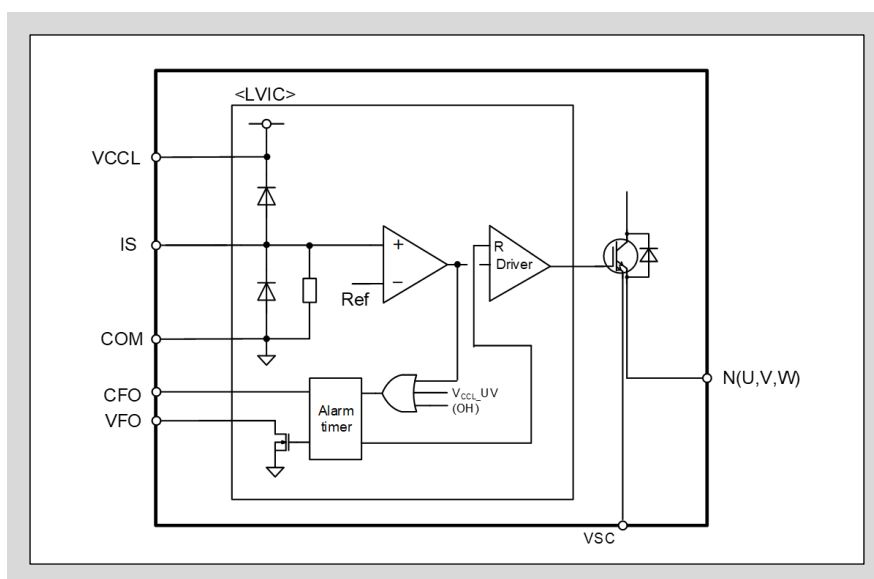 <LVIC>
VCCL
IS
+
R
Driver
−
Ref
COM
N(U,V,W)
CFO
VCCL_UV
(OH)
VFO
Alarm
timer
VSC